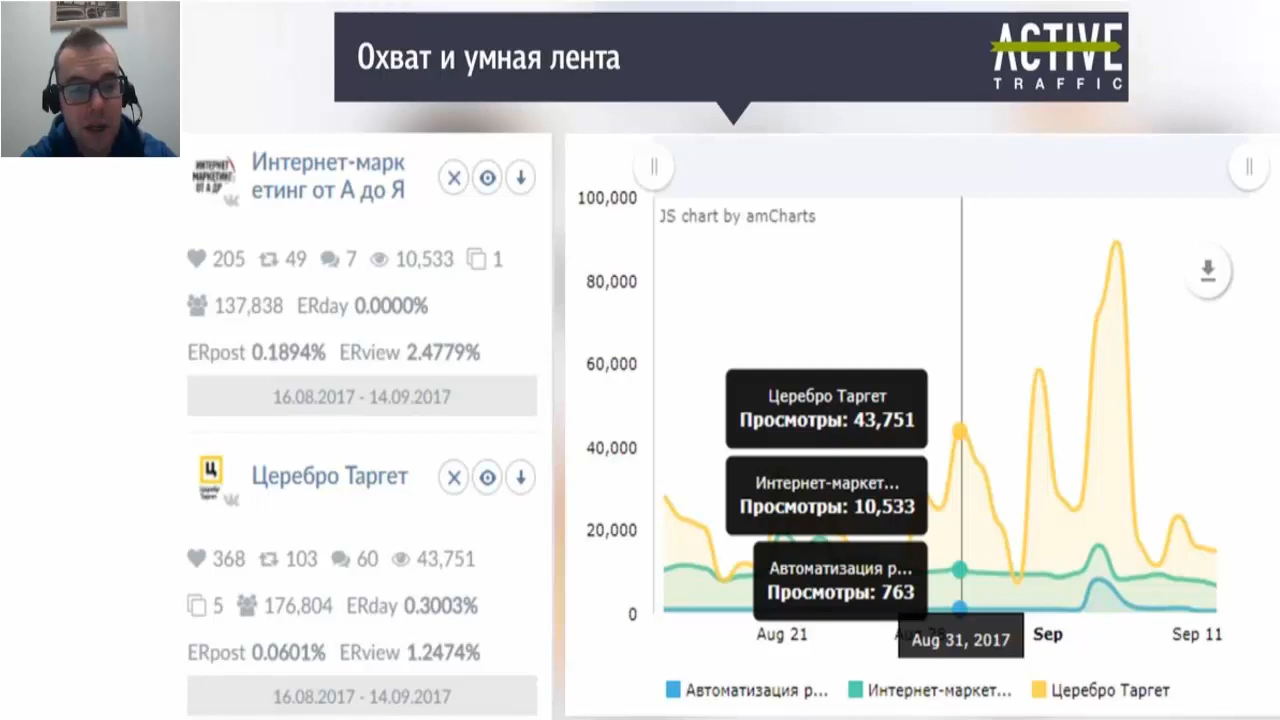 Охват и умная лента
ACTIVE
TRAFFIC
ИНТЕРНЕТ
МАРКЕТИНГ
Интернет-марк
етинг от А до Я
205 49 7 10,533 1
137,838 ERday 0.0000%
ERpost 0.1894% ERview 2.4779%
16.08.2017 - 14.09.2017
Ц
Церебро
Таргет
Церебро Таргет
368 103 60 43,751
5 176,804 ERday 0.3003%
ERpost 0.0601% ERview 1.2474%
16.08.2017 - 14.09.2017
JS chart by amCharts
100,000
80,000
60,000
40,000
20,000
0
Церебро Таргет
Просмотры: 43,751
Интернет-маркет...
Просмотры: 10,533
Автоматизация р...
Просмотры: 763
Aug 21
Aug 31, 2017
Sep
Sep 11
Автоматизация р...
Интернет-маркет...
Церебро Таргет